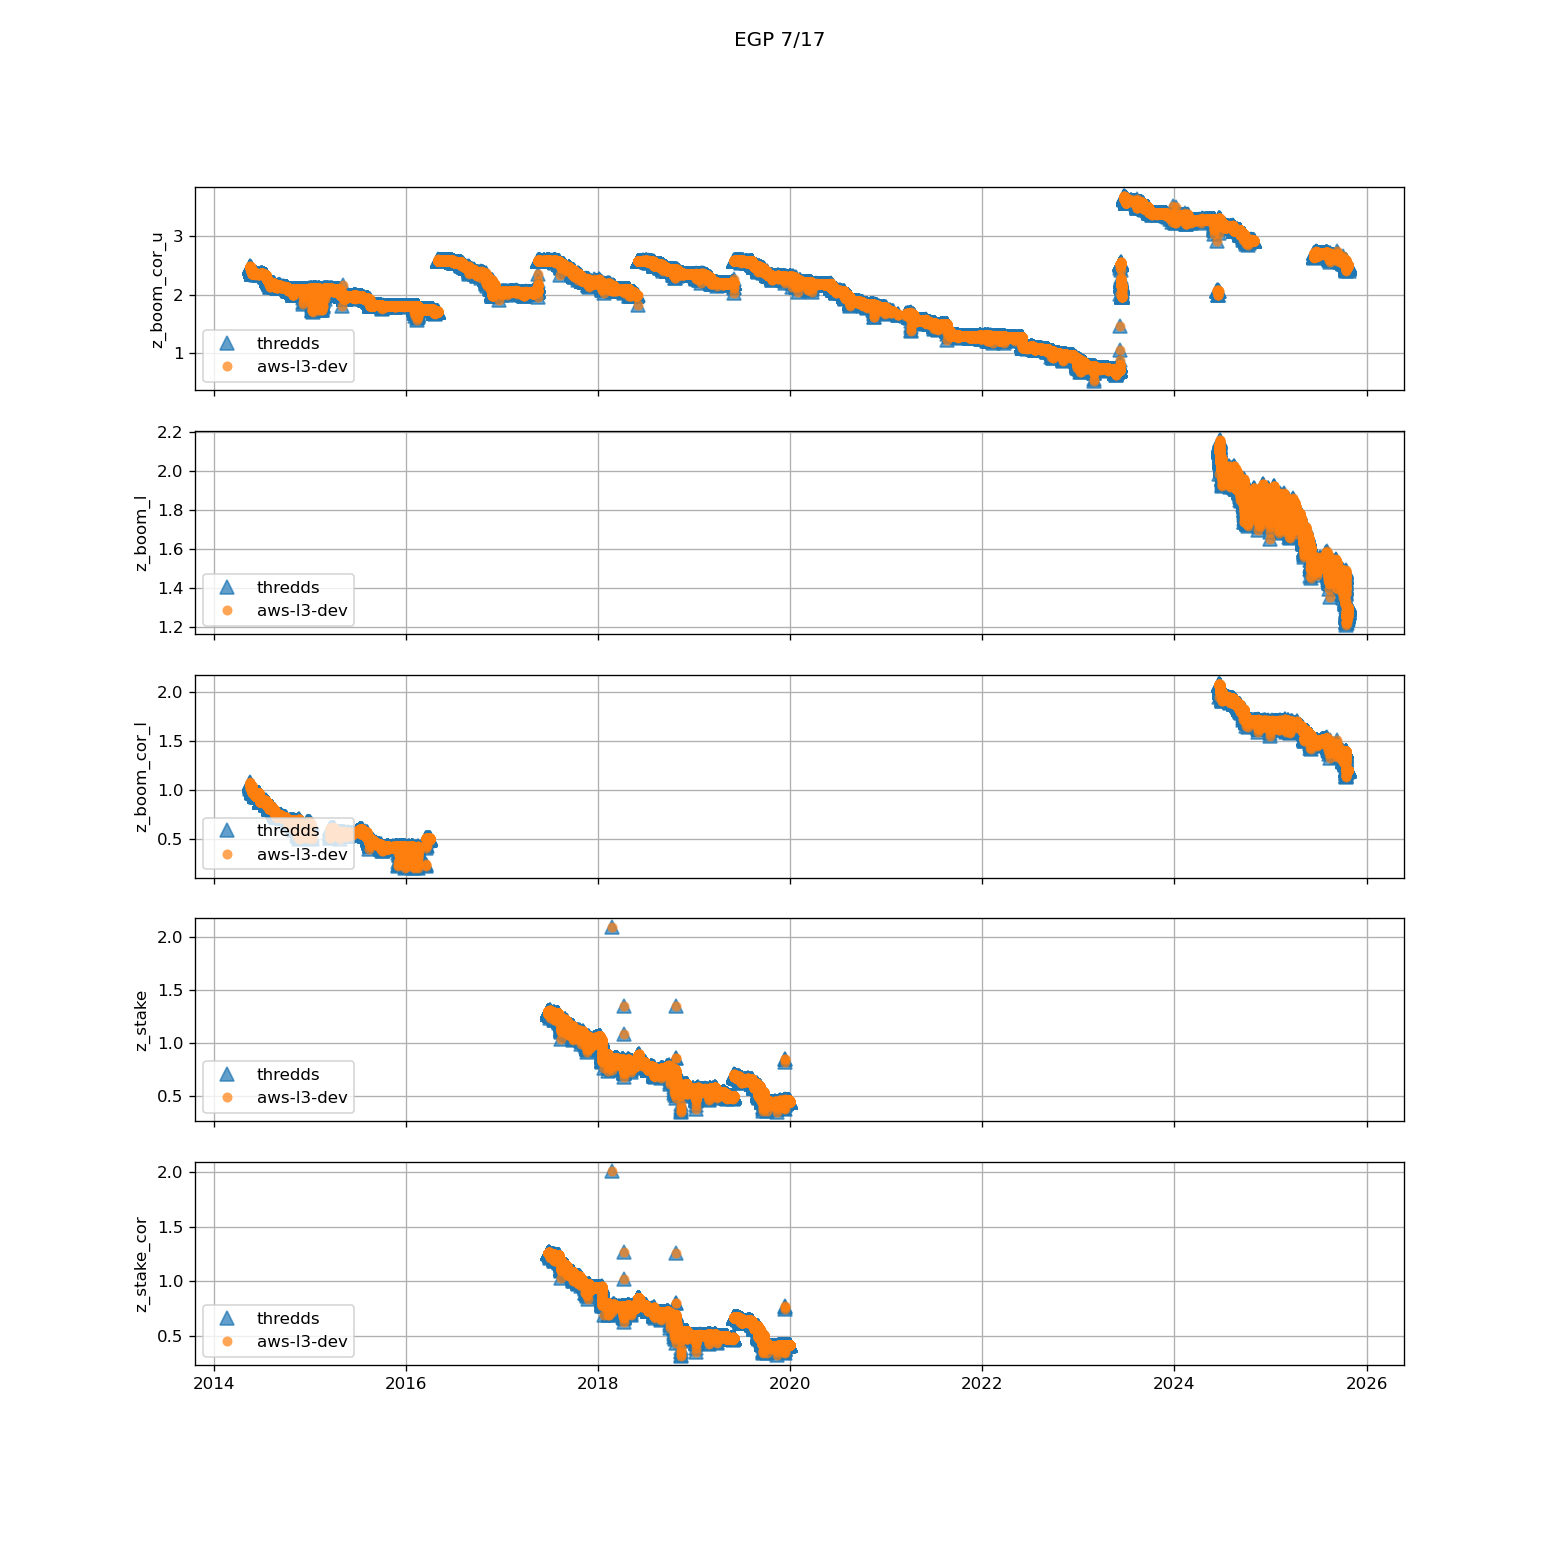 EGP 7/17
z_boom_cor_u
3
2
1
thredds
aws-l3-dev
z_boom_l
2.2
2.0
1.8
1.6
1.4
1.2
thredds
aws-l3-dev
z_boom_cor_l
2.0
1.5
1.0
0.5
thredds
aws-l3-dev
z_stake
2.0
1.5
1.0
0.5
thredds
aws-l3-dev
z_stake_cor
2.0
1.5
1.0
0.5
thredds
aws-l3-dev
2014 2016 2018 2020 2022 2024 2026